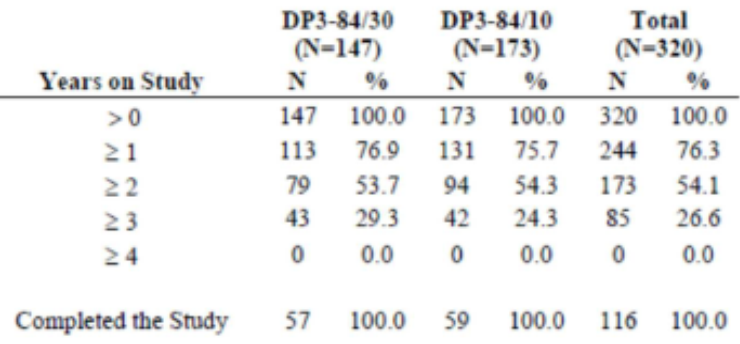 DP3-84/30 DP3-84/10 Total
(N=147) (N=173) (N=320)
Years on Study N % N % N %
> 0 147 100.0 173 100.0 320 100.0
≥ 1 113 76.9 131 75.7 244 76.3
≥ 2 79 53.7 94 54.3 173 54.1
≥ 3 43 29.3 42 24.3 85 26.6
≥ 4 0 0.0 0 0.0 0 0.0
Completed the Study 57 100.0 59 100.0 116 100.0